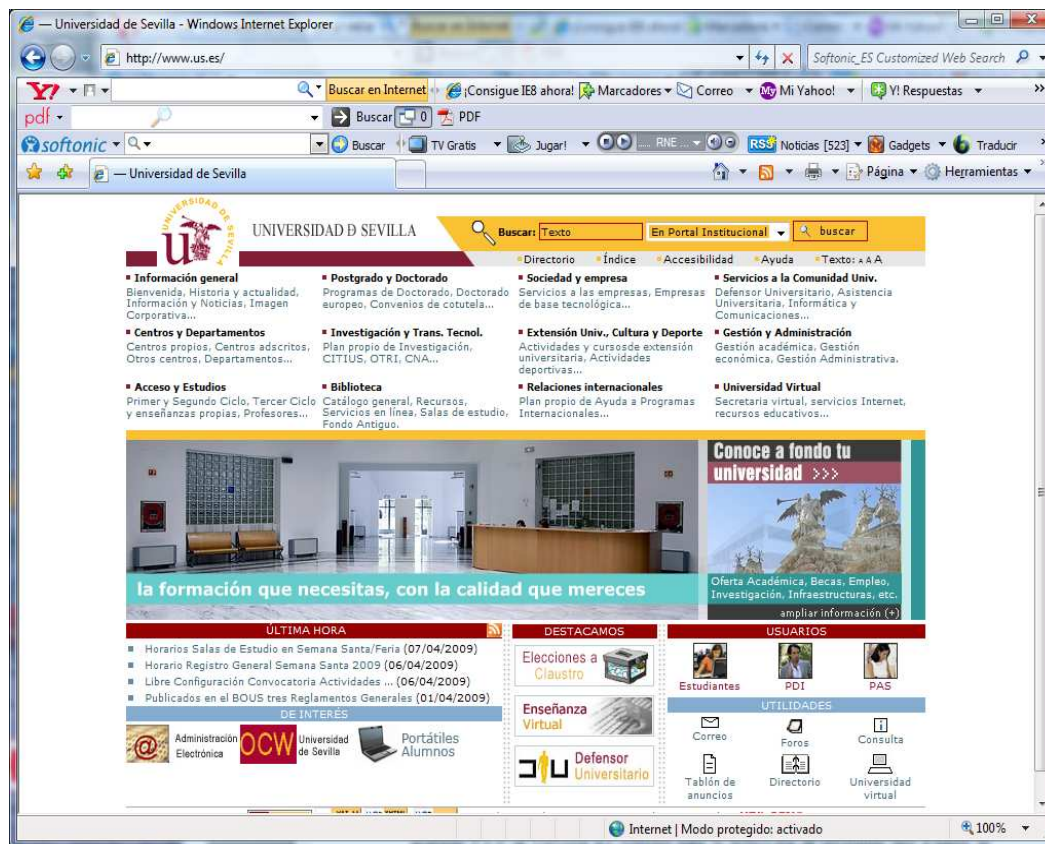 — Universidad de Sevilla - Windows Internet Explorer
http://www.us.es/
Softonic_ES Customized Web Search
Y! Buscar en Internet ¡Consigue IE8 ahora! Marcadores Correo My Mi Yahoo! Y! Respuestas »
pdf Buscar 0 PDF
softonic Buscar TV Gratis Jugar! .... RNE ... RSS Noticias [523] Gadgets Traducir
— Universidad de Sevilla
Página Herramientas
UNIVERSIDAD DE SEVILLA
UNIVERSIDAD Đ SEVILLA
Buscar: Texto En Portal Institucional buscar
Directorio Índice Accesibilidad Ayuda Texto: A A A
Información general
Bienvenida, Historia y actualidad,
Información y Noticias, Imagen
Corporativa...
Postgrado y Doctorado
Programas de Doctorado, Doctorado
europeo, Convenios de cotutela...
Sociedad y empresa
Servicios a las empresas, Empresas
de base tecnológica...
Servicios a la Comunidad Univ.
Defensor Universitario, Asistencia
Universitaria, Informática y
Comunicaciones...
Centros y Departamentos
Centros propios, Centros adscritos,
Otros centros, Departamentos...
Investigación y Trans. Tecnol.
Plan propio de Investigación,
CITIUS, OTRI, CNA...
Extensión Univ., Cultura y Deporte
Actividades y cursosde extensión
universitaria, Actividades
deportivas...
Gestión y Administración
Gestión académica, Gestión
económica, Gestión Administrativa.
Acceso y Estudios
Primer y Segundo Ciclo, Tercer Ciclo
y enseñanzas propias, Profesores...
Biblioteca
Catálogo general, Recursos,
Servicios en línea, Salas de estudio,
Fondo Antiguo.
Relaciones internacionales
Plan propio de Ayuda a Programas
Internacionales...
Universidad Virtual
Secretaria virtual, servicios Internet,
recursos educativos...
la formación que necesitas, con la calidad que mereces
Conoce a fondo tu
universidad >>>
Oferta Académica, Becas, Empleo,
Investigación, Infraestructuras, etc.
ampliar información (+)
ÚLTIMA HORA
Horarios Salas de Estudio en Semana Santa/Feria (07/04/2009)
Horario Registro General Semana Santa 2009 (06/04/2009)
Libre Configuración Convocatoria Actividades ... (06/04/2009)
Publicados en el BOUS tres Reglamentos Generales (01/04/2009)
DE INTERÉS
Administración
Electrónica
OCW Universidad
de Sevilla
Portátiles
Alumnos
DESTACAMOS
Elecciones a
Claustro
Enseñanza
Virtual
Defensor
Universitario
USUARIOS
Estudiantes PDI PAS
UTILIDADES
Correo Foros Consulta
Tablón de
anuncios
Directorio
Universidad
virtual
Internet | Modo protegido: activado
100%